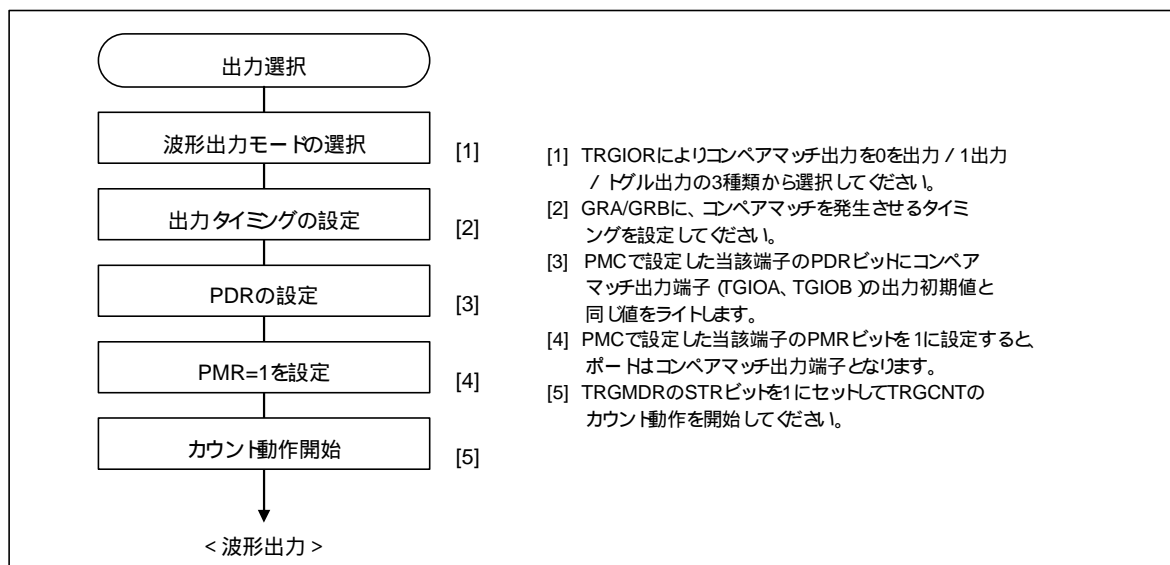 出力選択
波形出力モードの選択 [1]
出力タイミングの設定 [2]
PDRの設定 [3]
PMR=1を設定 [4]
カウント動作開始 [5]
<波形出力>
[1] TRGIORによりコンペアマッチ出力を0を出力 / 1出力
/ トグル出力の3種類から選択してください。
[2] GRA/GRBに、コンペアマッチを発生させるタイミ
ングを設定してください。
[3] PMCで設定した当該端子のPDRビットにコンペア
マッチ出力端子(TGIOA、TGIOB)の出力初期値と
同じ値をライトします。
[4] PMCで設定した当該端子のPMRビットを1に設定すると、
ポートはコンペアマッチ出力端子となります。
[5] TRGMDRのSTRビットを1にセットしてTRGCNTの
カウント動作を開始してください。